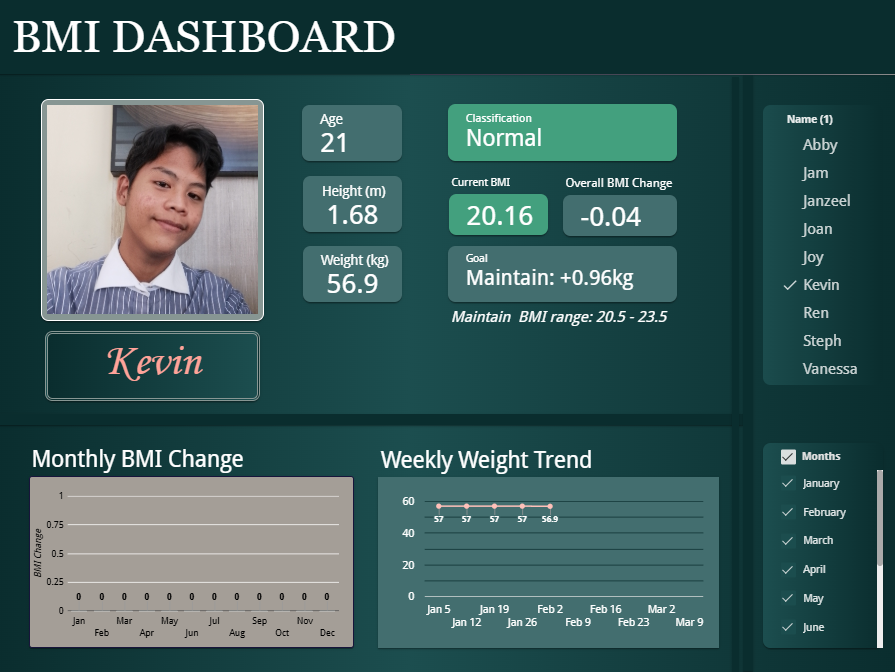 BMI DASHBOARD
Age
21
Height (m)
1.68
Weight (kg)
56.9
Classification
Normal
Current BMI
20.16
Overall BMI Change
-0.04
Goal
Maintain: +0.96kg
Maintain BMI range: 20.5 - 23.5
Kevin
Name (1)
Abby
Jam
Janzeel
Joan
Joy
Kevin
Ren
Steph
Vanessa
Monthly BMI Change
BMI Change
1
0.75
0.5
0.25
0
0 0 0 0 0 0 0 0 0 0 0 0
Jan Mar May Jul Sep Nov
Feb Apr Jun Aug Oct Dec
Weekly Weight Trend
60
40
20
0
57 57 57 57 56.9
Jan 5 Jan 19 Feb 2 Feb 16 Mar 2
Jan 12 Jan 26 Feb 9 Feb 23 Mar 9
Months
January
February
March
April
May
June